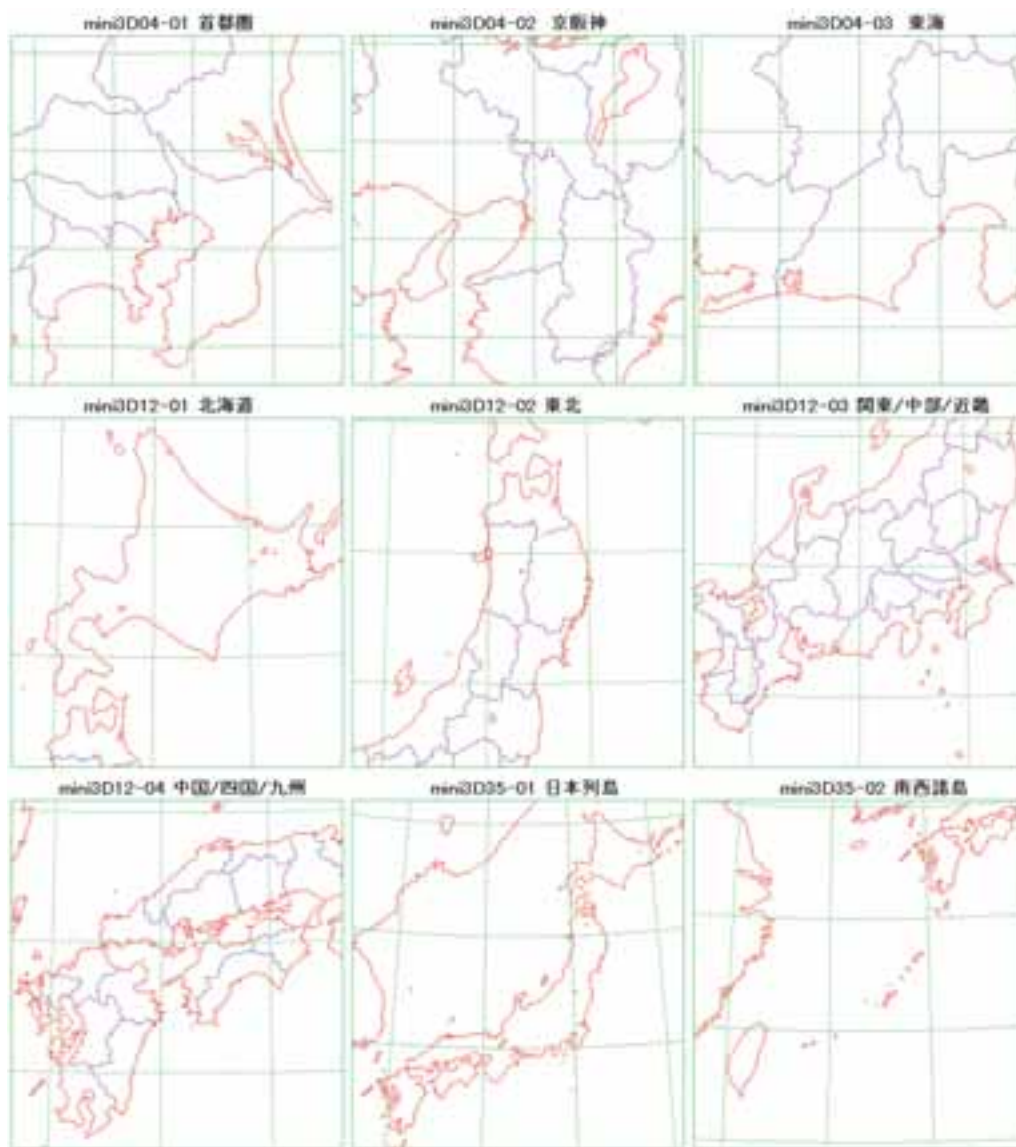 mini3D04-01 首都圏
mini3D04-02 京阪神
mini3D04-03 東海
mini3D12-01 北海道
mini3D12-02 東北
mini3D12-03 関東/中部/近畿
mini3D12-04 中国/四国/九州
mini3D35-01 日本列島
mini3D35-02 南西諸島